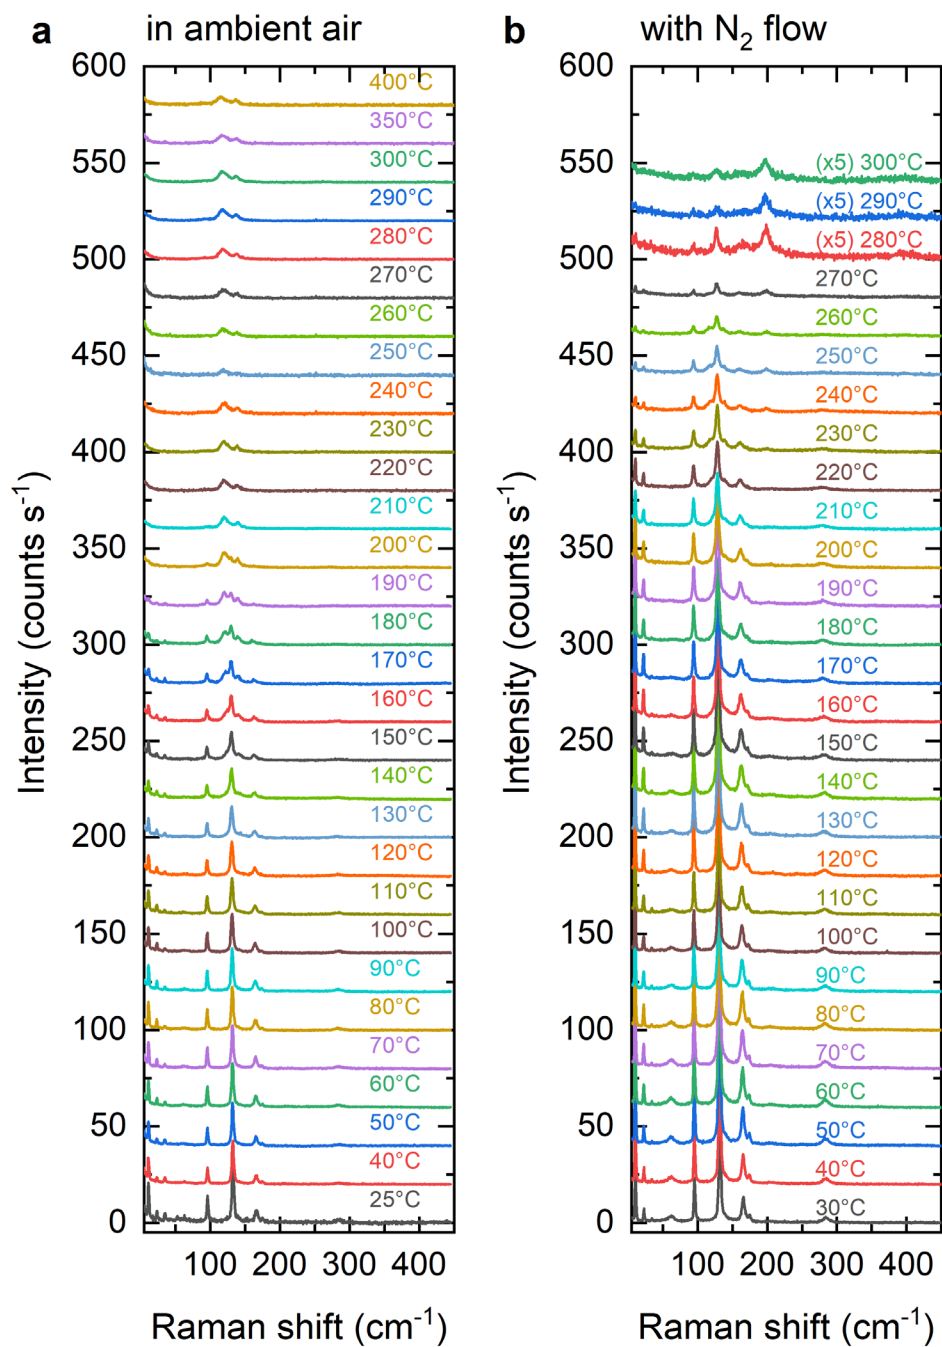 a in ambient air
600
550
500
450
400
350
300
250
200
150
100
50
0
Intensity (counts s⁻¹)
400°C
350°C
300°C
290°C
280°C
270°C
260°C
250°C
240°C
230°C
220°C
210°C
200°C
190°C
180°C
170°C
160°C
150°C
140°C
130°C
120°C
110°C
100°C
90°C
80°C
70°C
60°C
50°C
40°C
25°C
100 200 300 400
Raman shift (cm⁻¹)
b with N₂ flow
600
550
500
450
400
350
300
250
200
150
100
50
0
Intensity (counts s⁻¹)
(x5) 300°C
(x5) 290°C
(x5) 280°C
270°C
260°C
250°C
240°C
230°C
220°C
210°C
200°C
190°C
180°C
170°C
160°C
150°C
140°C
130°C
120°C
110°C
100°C
90°C
80°C
70°C
60°C
50°C
40°C
30°C
100 200 300 400
Raman shift (cm⁻¹)